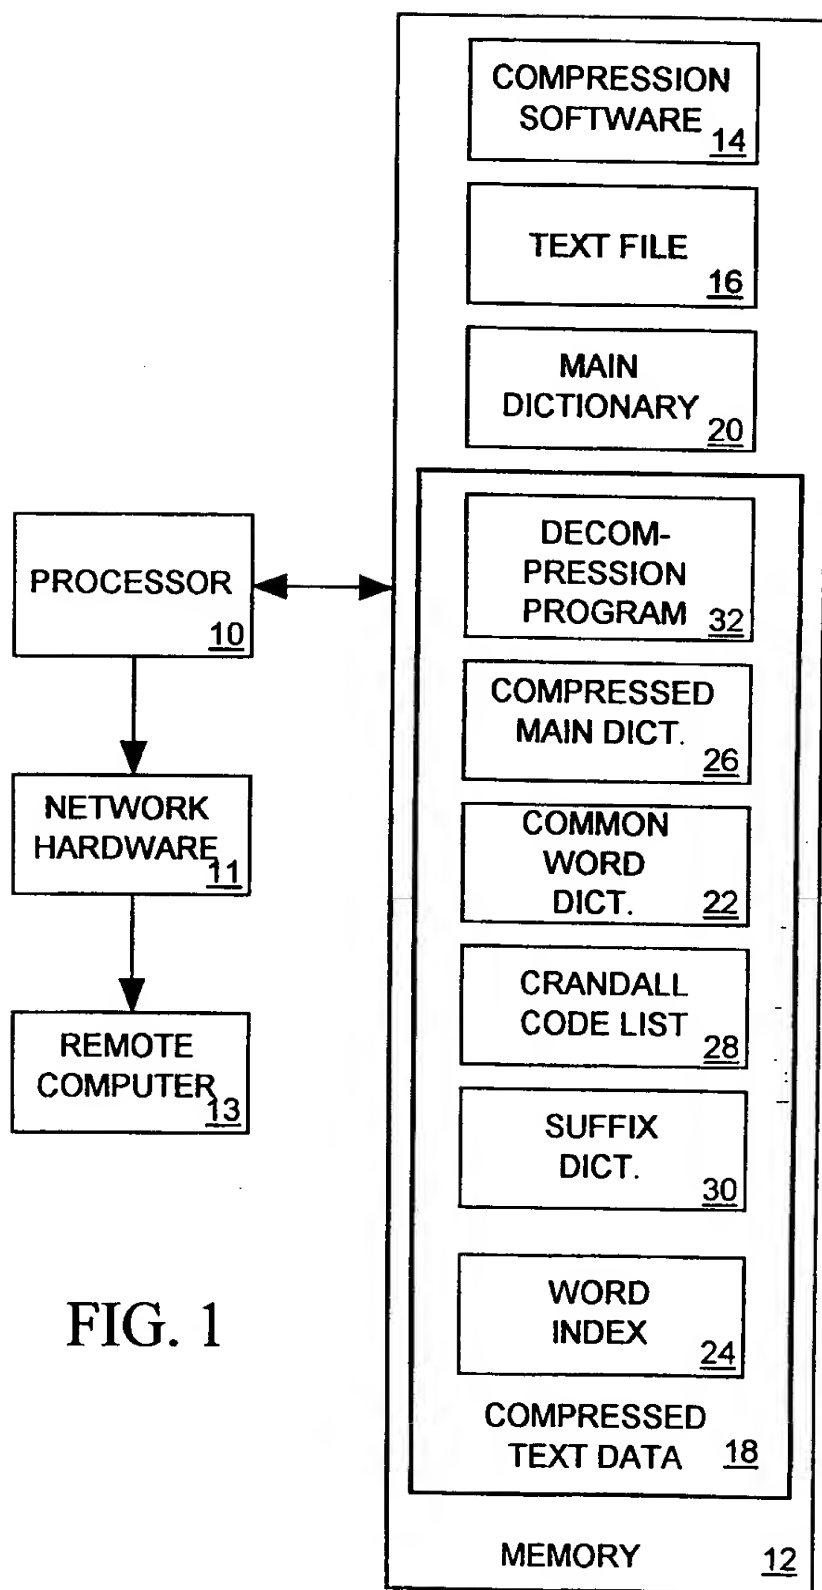 COMPRESSION
SOFTWARE
14
TEXT FILE
16
MAIN
DICTIONARY
20
DECOM-
PRESSION
PROGRAM
32
COMPRESSED
MAIN DICT.
26
COMMON
WORD
DICT.
22
CRANDALL
CODE LIST
28
SUFFIX
DICT.
30
WORD
INDEX
24
COMPRESSED
TEXT DATA
18
MEMORY
12
PROCESSOR
10
NETWORK
HARDWARE
11
REMOTE
COMPUTER
13
FIG. 1